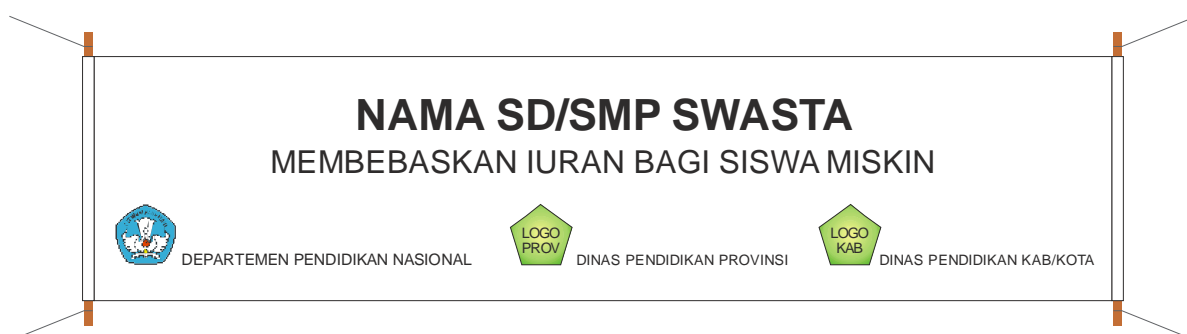 NAMA SD/SMP SWASTA
MEMBEBASKAN IURAN BAGI SISWA MISKIN
DEPARTEMEN PENDIDIKAN NASIONAL
LOGO
PROV
DINAS PENDIDIKAN PROVINSI
LOGO
KAB
DINAS PENDIDIKAN KAB/KOTA